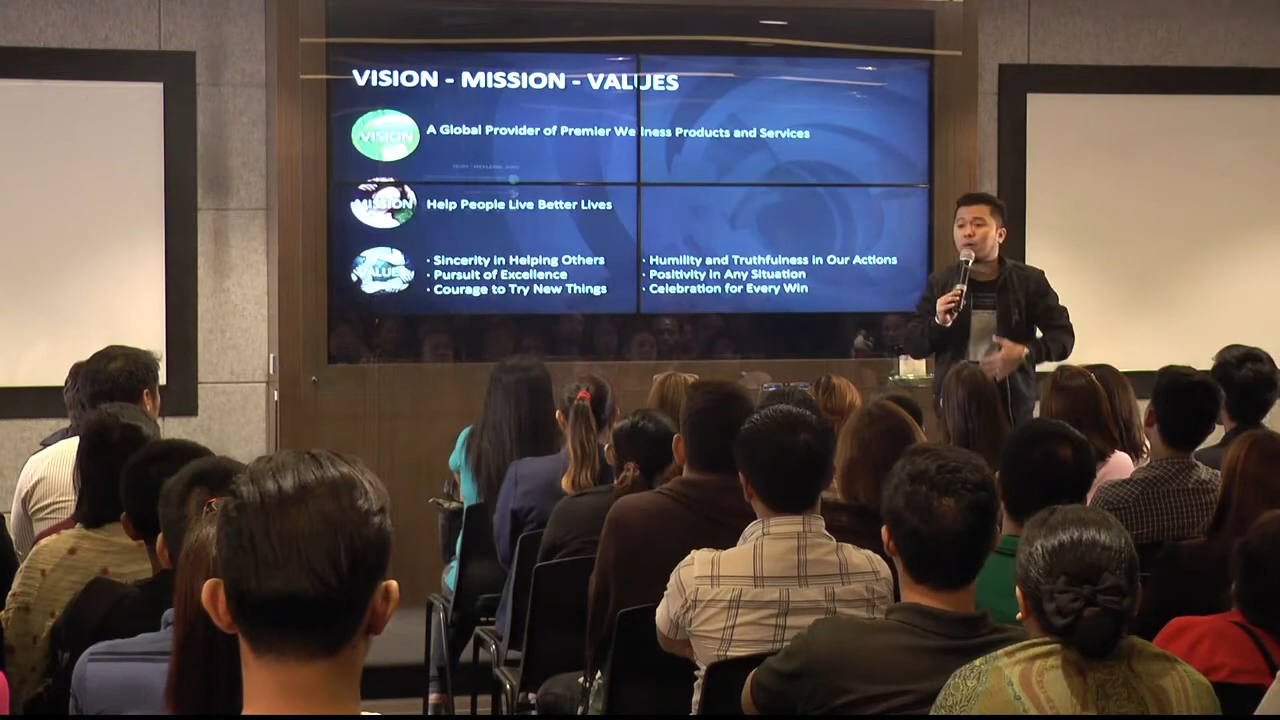 VISION - MISSION - VALUES
VISION
A Global Provider of Premier Wellness Products and Services
MISSION
Help People Live Better Lives
VALUES
· Sincerity in Helping Others
· Pursuit of Excellence
· Courage to Try New Things
· Humility and Truthfulness in Our Actions
· Positivity in Any Situation
· Celebration for Every Win